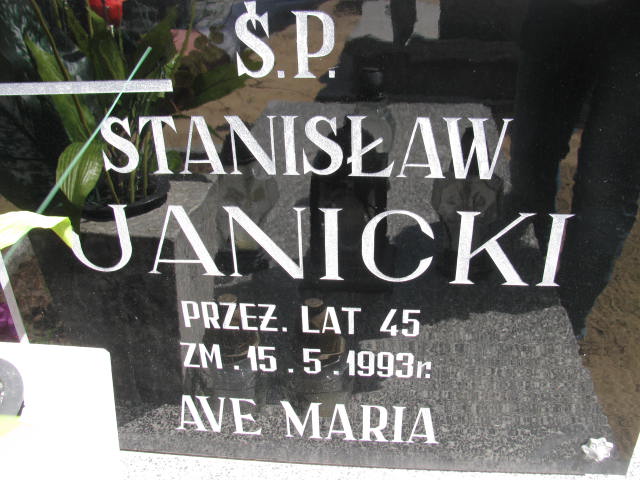 Ś.P.
STANISŁAW
JANICKI
PRZEŻ. LAT 45
ZM. 15.5.1993r.
AVE MARIA